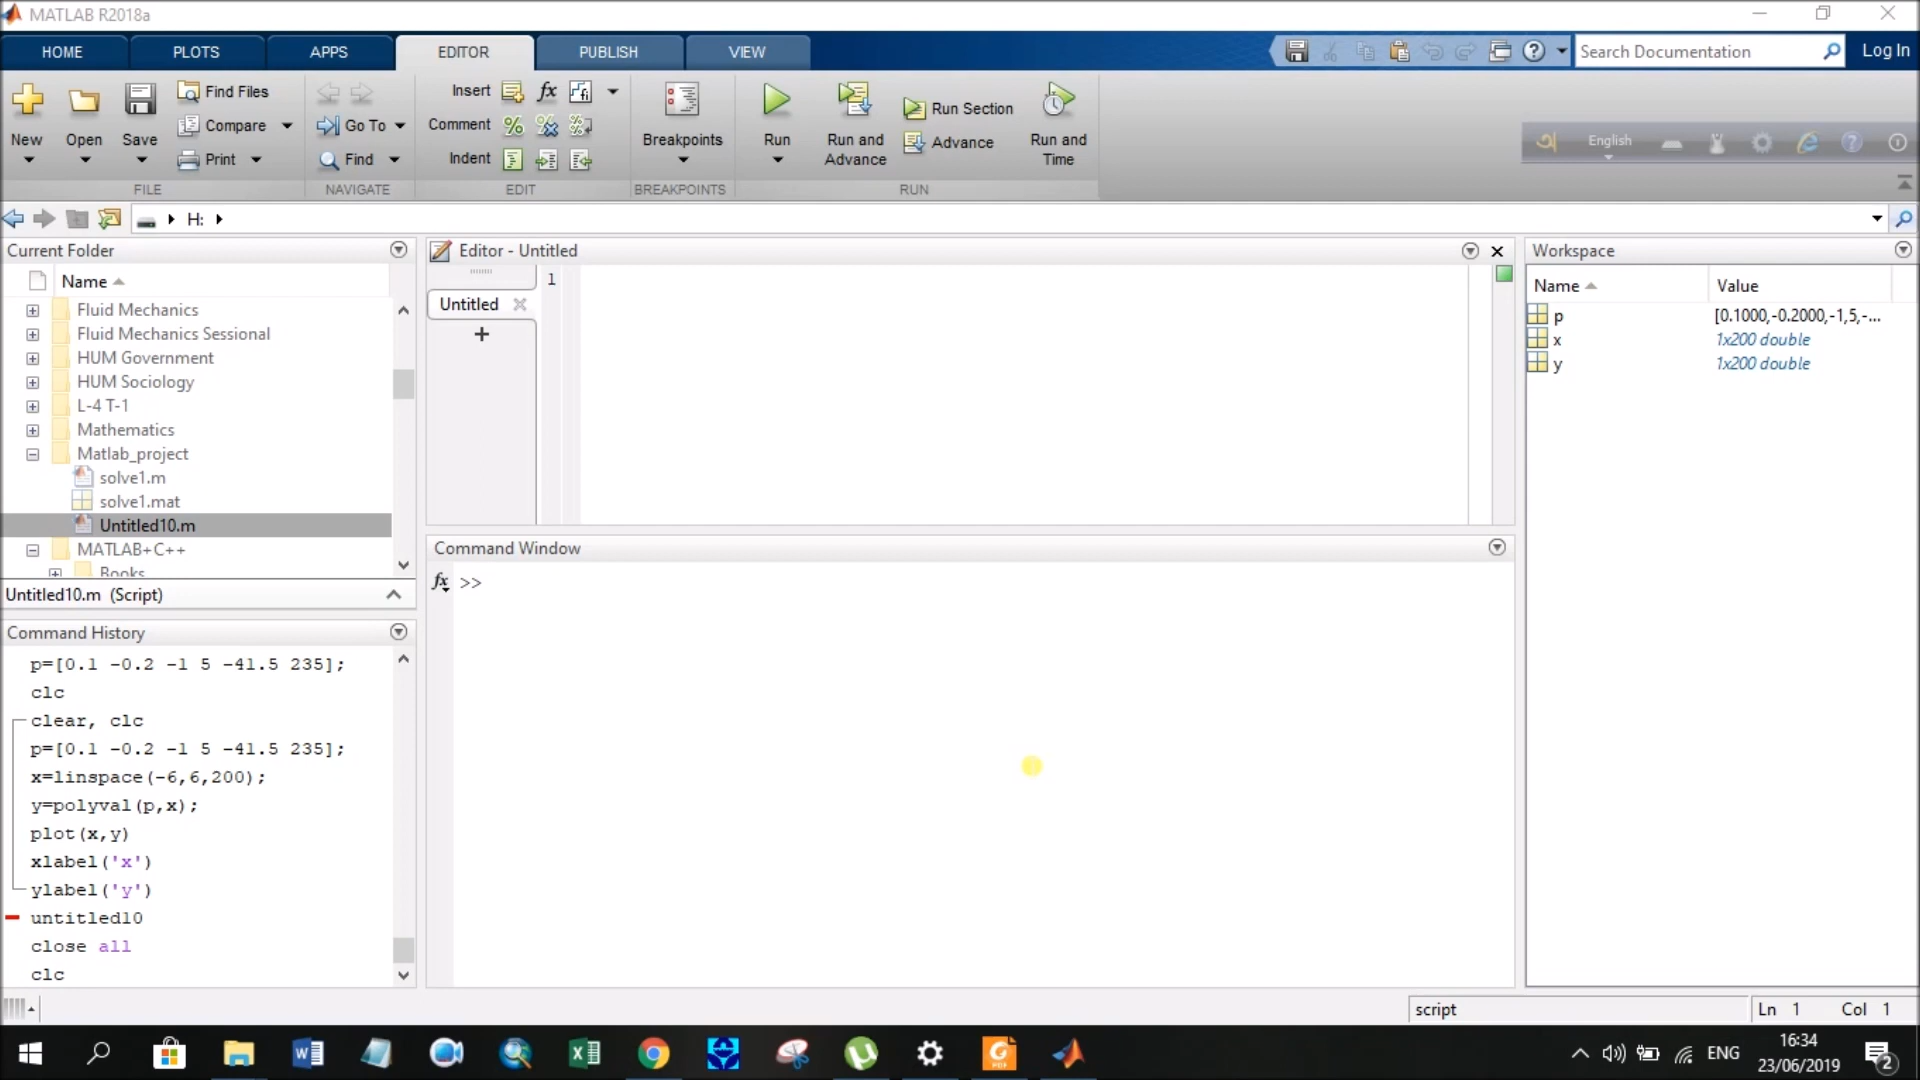 MATLAB R2018a
HOME PLOTS APPS EDITOR PUBLISH VIEW Search Documentation Log In
Find Files Insert fx fi
Compare Go To Comment Run Section English
New Open Save Breakpoints Run Run and Advance Advance Run and Time
Print Find Indent
FILE NAVIGATE EDIT BREAKPOINTS RUN
H:
Current Folder Editor - Untitled Workspace
Name 1 Name Value
Untitled
Fluid Mechanics p [0.1000,-0.2000,-1,5,-...
Fluid Mechanics Sessional x 1x200 double
HUM Government y 1x200 double
HUM Sociology
L-4 T-1
Mathematics
Matlab_project
solve1.m
solve1.mat
Untitled10.m
MATLAB+C++
Books
Untitled10.m (Script)
Command Window
fx >>
Command History
p=[0.1 -0.2 -1 5 -41.5 235];
clc
clear, clc
p=[0.1 -0.2 -1 5 -41.5 235];
x=linspace(-6,6,200);
y=polyval(p,x);
plot(x,y)
xlabel('x')
ylabel('y')
untitled10
close all
clc
script Ln 1 Col 1
ENG 16:34
23/06/2019 2